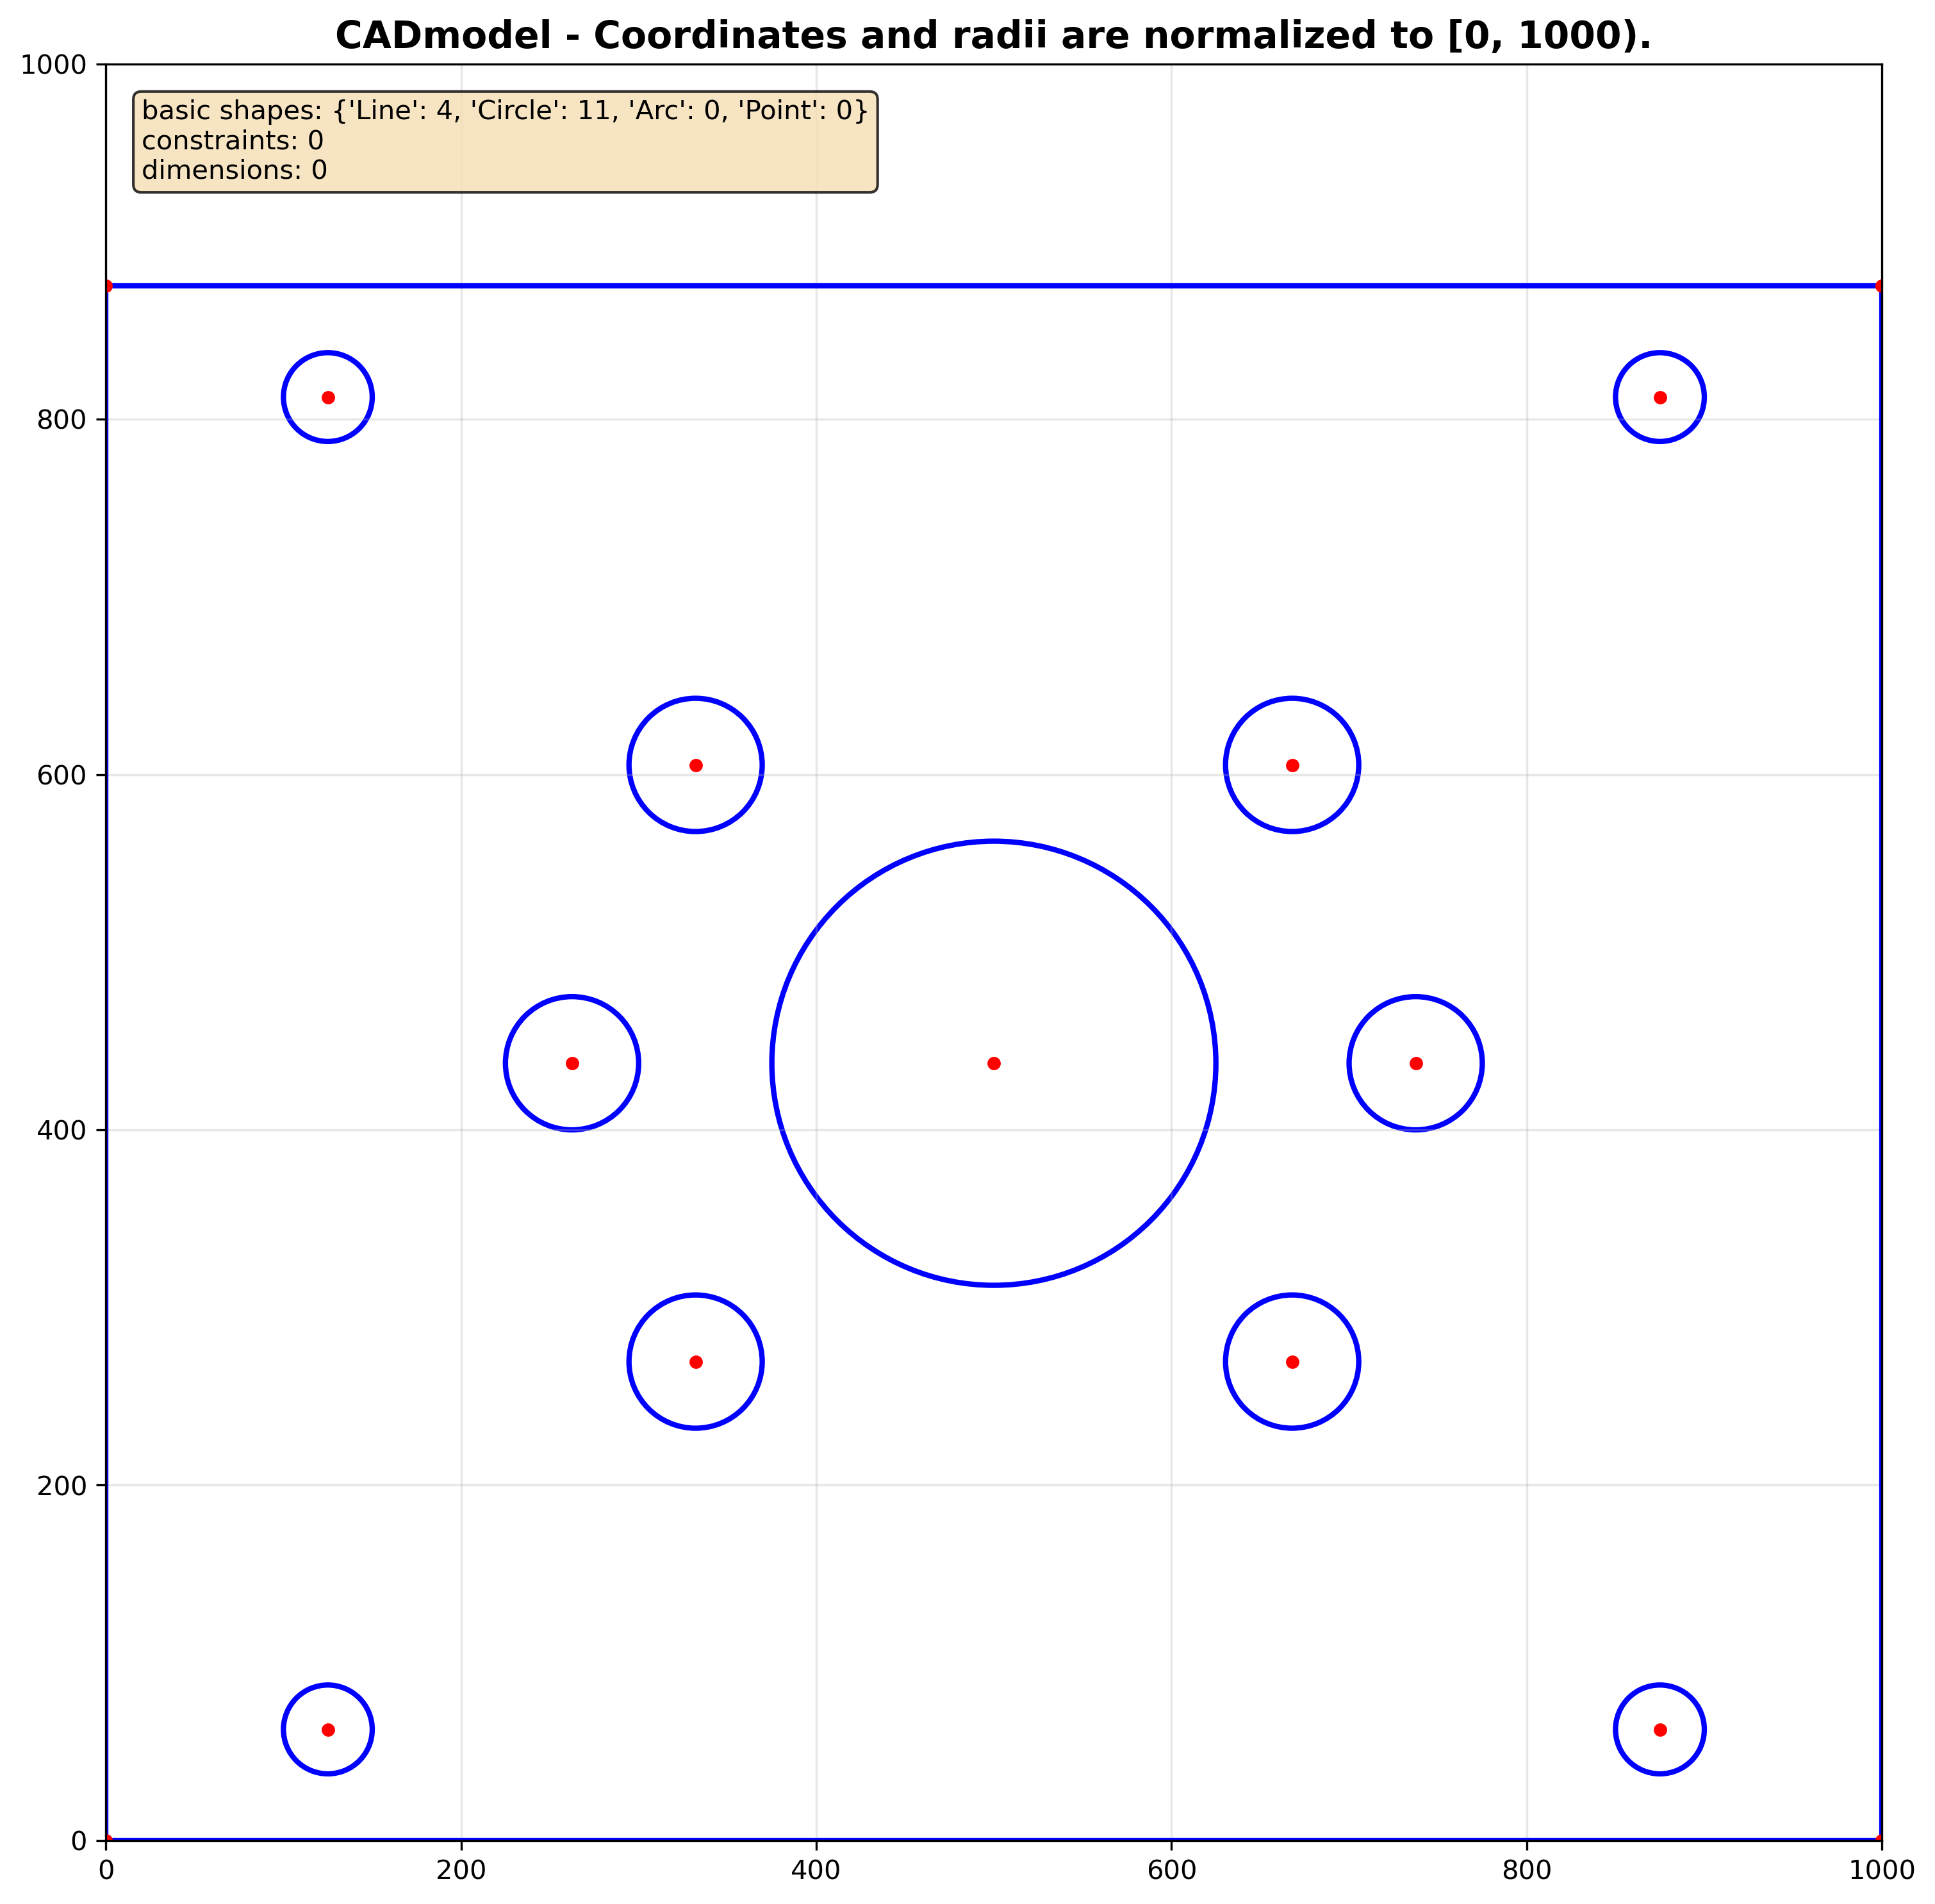 CADmodel - Coordinates and radii are normalized to [0, 1000).
1000
basic shapes: {'Line': 4, 'Circle': 11, 'Arc': 0, 'Point': 0}
constraints: 0
dimensions: 0
800
600
400
200
0
0 200 400 600 800 1000